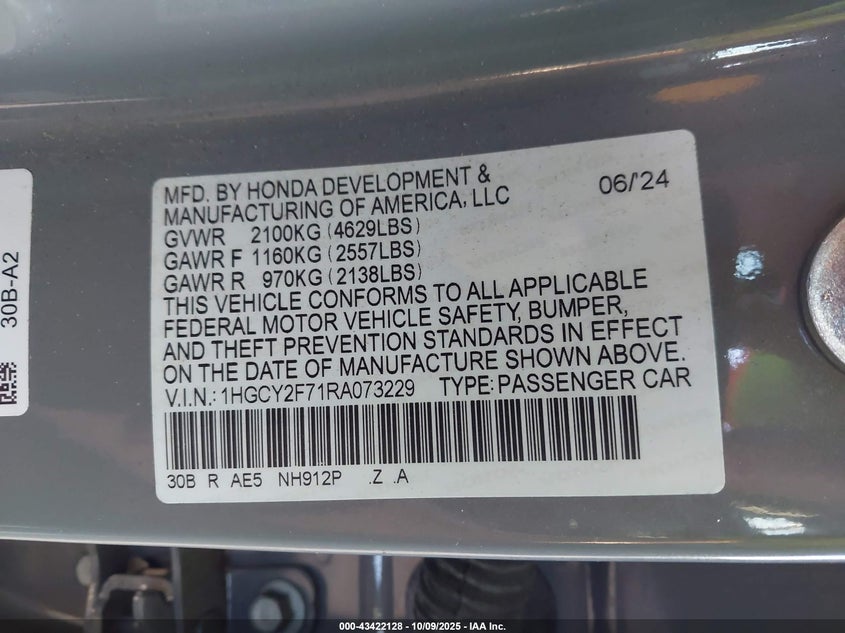 30B-A2
MFD. BY HONDA DEVELOPMENT &
MANUFACTURING OF AMERICA, LLC
06/'24
GVWR 2100KG (4629LBS)
GAWR F 1160KG (2557LBS)
GAWR R 970KG (2138LBS)
THIS VEHICLE CONFORMS TO ALL APPLICABLE
FEDERAL MOTOR VEHICLE SAFETY, BUMPER,
AND THEFT PREVENTION STANDARDS IN EFFECT
ON THE DATE OF MANUFACTURE SHOWN ABOVE.
V.I.N.: 1HGCY2F71RA073229 TYPE: PASSENGER CAR
30B R AE5 NH912P .Z .A
000-43422128 - 10/09/2025 - IAA Inc.